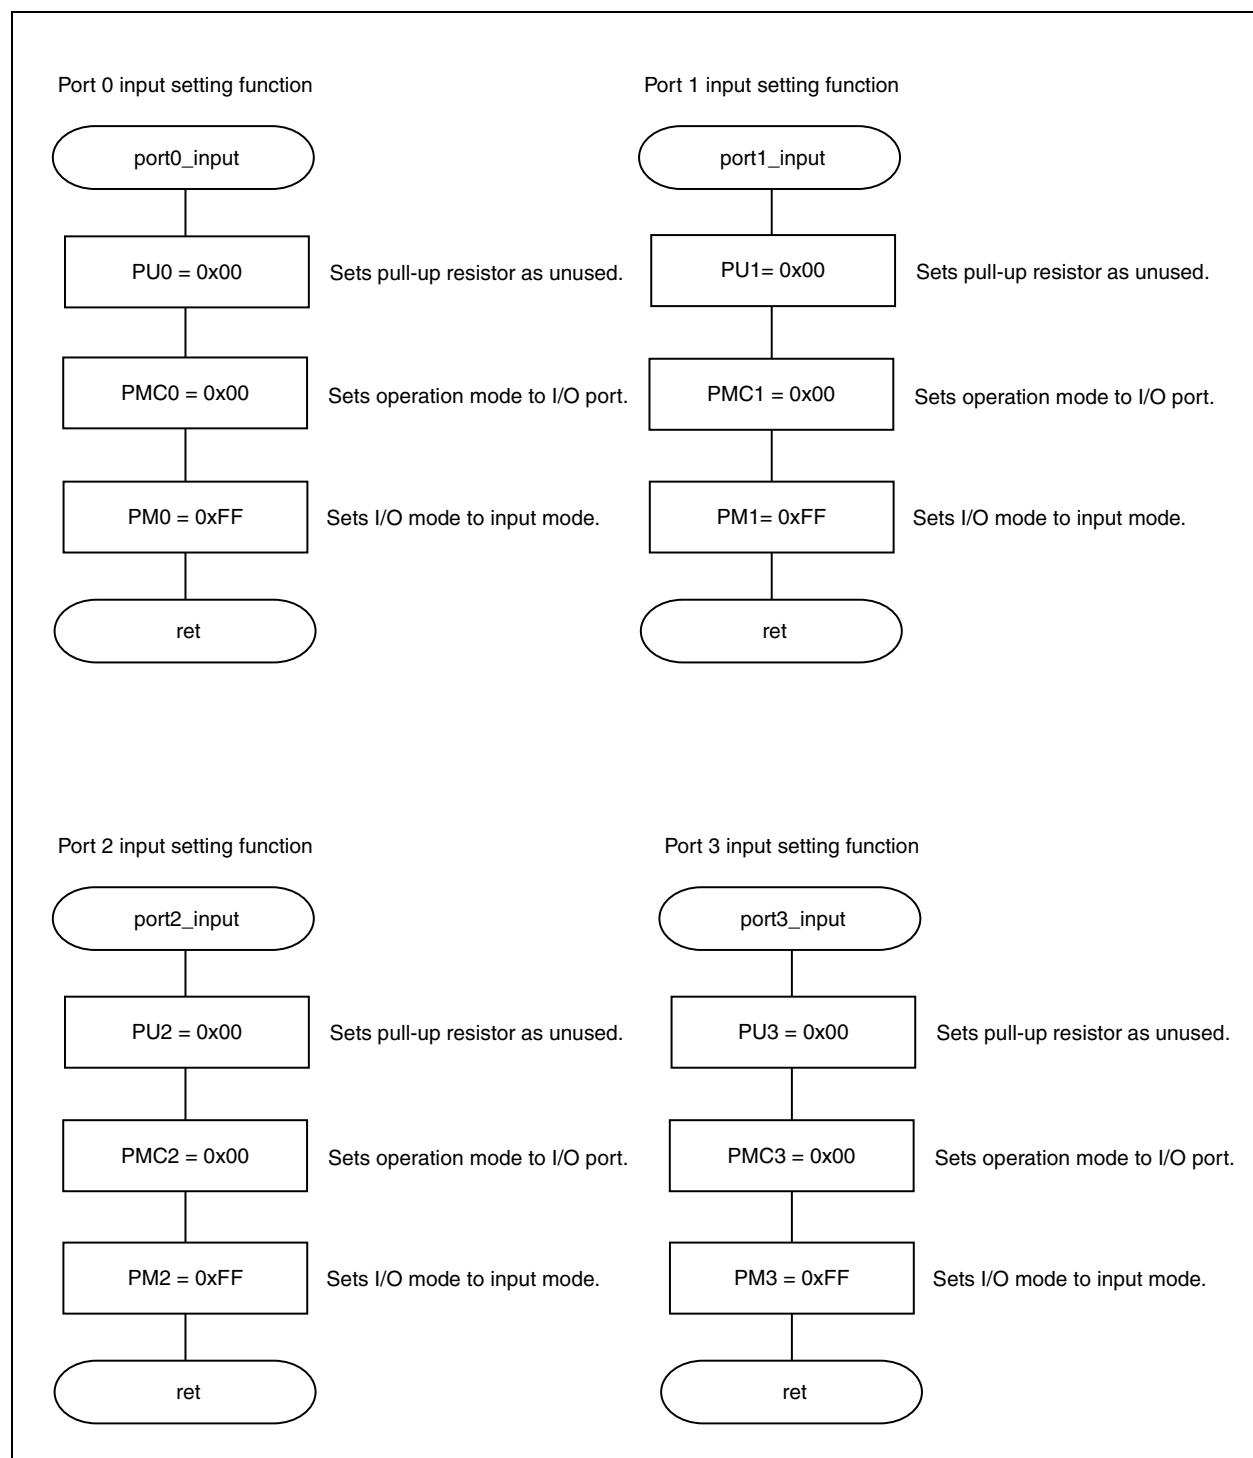 Port 0 input setting function
port0_input
PU0 = 0x00
Sets pull-up resistor as unused.
PMC0 = 0x00
Sets operation mode to I/O port.
PM0 = 0xFF
Sets I/O mode to input mode.
ret
Port 1 input setting function
port1_input
PU1= 0x00
Sets pull-up resistor as unused.
PMC1 = 0x00
Sets operation mode to I/O port.
PM1= 0xFF
Sets I/O mode to input mode.
ret
Port 2 input setting function
port2_input
PU2 = 0x00
Sets pull-up resistor as unused.
PMC2 = 0x00
Sets operation mode to I/O port.
PM2 = 0xFF
Sets I/O mode to input mode.
ret
Port 3 input setting function
port3_input
PU3 = 0x00
Sets pull-up resistor as unused.
PMC3 = 0x00
Sets operation mode to I/O port.
PM3 = 0xFF
Sets I/O mode to input mode.
ret